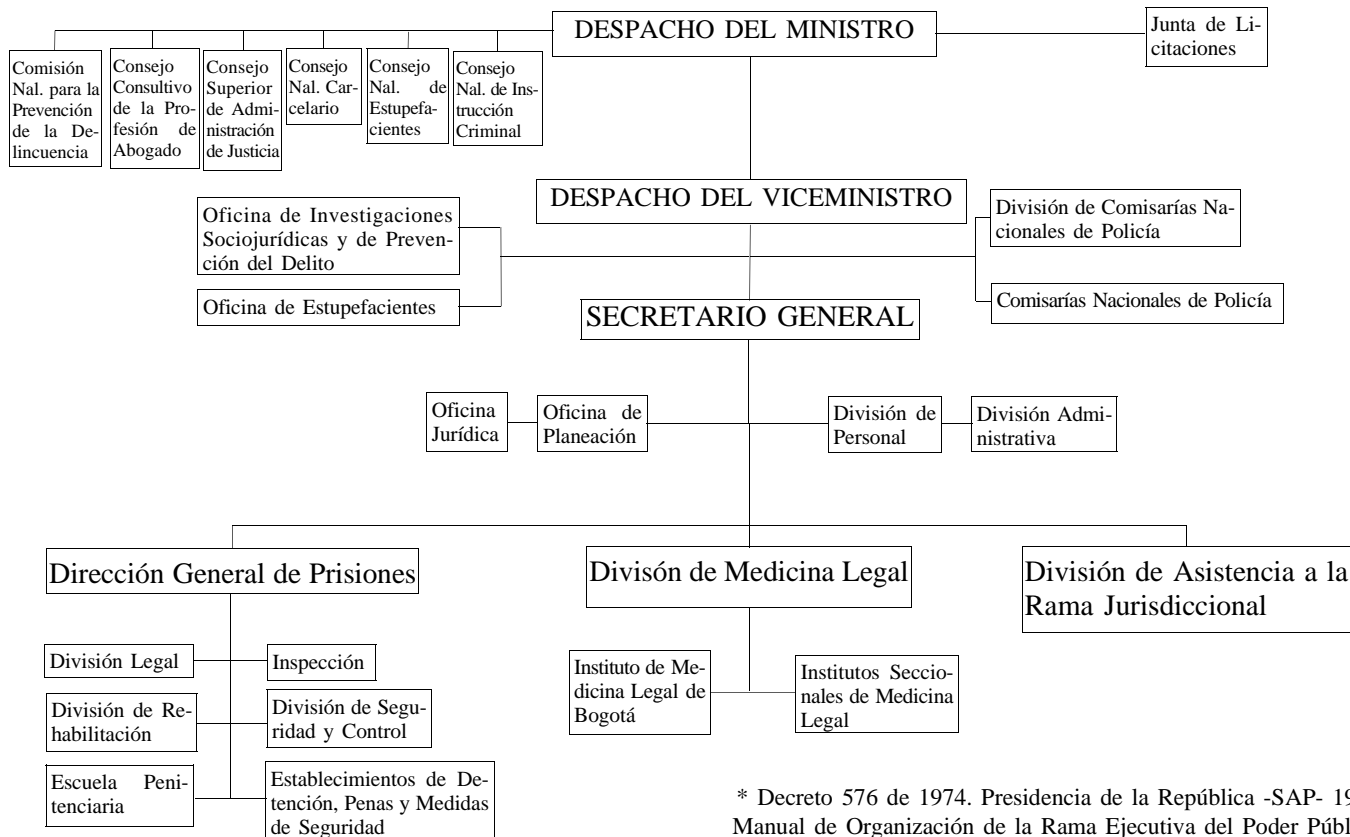 DESPACHO DEL MINISTRO
Junta de Li-
citaciones
Comisión
Nal. para la
Prevención
de la De-
lincuencia
Consejo
Consultivo
de la Pro-
fesión de
Abogado
Consejo
Superior
de Admi-
nistración
de Justicia
Consejo
Nal. Car-
celario
Consejo
Nal. de
Estupefa-
cientes
Consejo
Nal. de Ins-
trucción
Criminal
DESPACHO DEL VICEMINISTRO
Oficina de Investigaciones
Sociojurídicas y de Preven-
ción del Delito
División de Comisarías Na-
cionales de Policía
Oficina de Estupefacientes
Comisarías Nacionales de Policía
SECRETARIO GENERAL
Oficina
Jurídica
Oficina de
Planeación
División de
Personal
División Admi-
nistrativa
Dirección General de Prisiones
Divisón de Medicina Legal
División de Asistencia a la
Rama Jurisdiccional
División Legal
Inspección
División de Re-
habilitación
División de Segu-
ridad y Control
Escuela Peni-
tenciaria
Establecimientos de De-
tención, Penas y Medidas
de Seguridad
Instituto de Me-
dicina Legal de
Bogotá
Institutos Seccio-
nales de Medicina
Legal
* Decreto 576 de 1974. Presidencia de la República -SAP- 19
Manual de Organización de la Rama Ejecutiva del Poder Públ